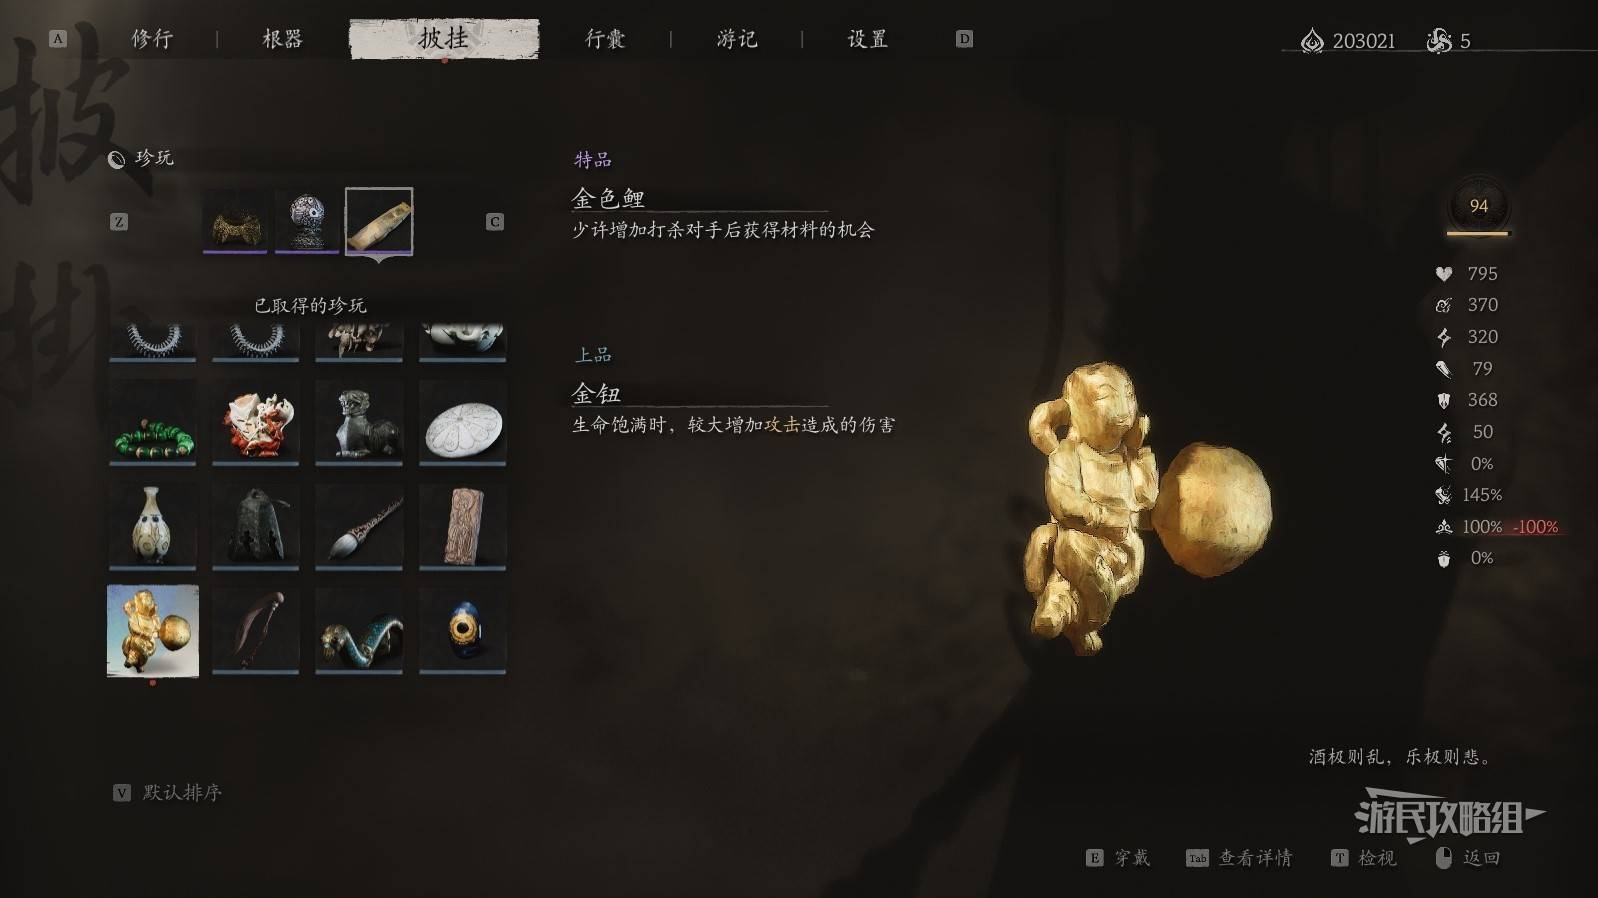 A 修行 | 根器 披挂 行囊 | 游记 | 设置 D
203021 5
披挂
珍玩
Z C
已取得的珍玩
特品
金色鲤
少许增加打杀对手后获得材料的机会
上品
金钮
生命饱满时，较大增加攻击造成的伤害
94
795
370
320
79
368
50
0%
145%
100% -100%
0%
酒极则乱，乐极则悲。
V 默认排序
游民攻略组
E 穿戴 Tab 查看详情 T 检视 返回